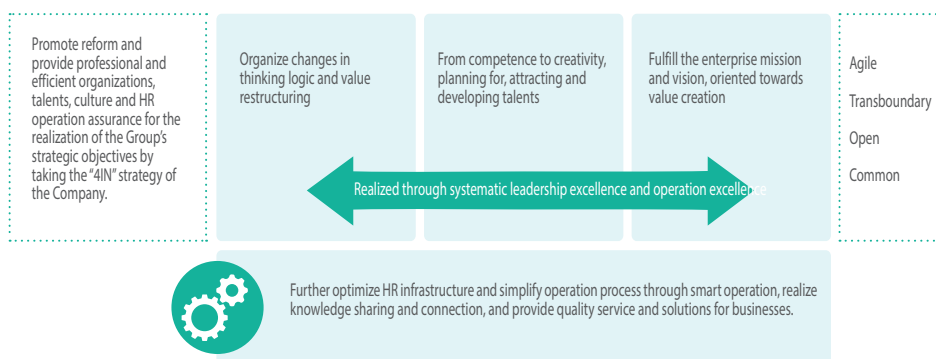 Promote reform and
provide professional and
efficient organizations,
talents, culture and HR
operation assurance for the
realization of the Group's
strategic objectives by
taking the "4IN" strategy of
the Company.
Organize changes in
thinking logic and value
restructuring
From competence to creativity,
planning for, attracting and
developing talents
Fulfill the enterprise mission
and vision, oriented towards
value creation
Agile
Transboundary
Open
Common
Realized through systematic leadership excellence and operation excellence
Further optimize HR infrastructure and simplify operation process through smart operation, realize
knowledge sharing and connection, and provide quality service and solutions for businesses.